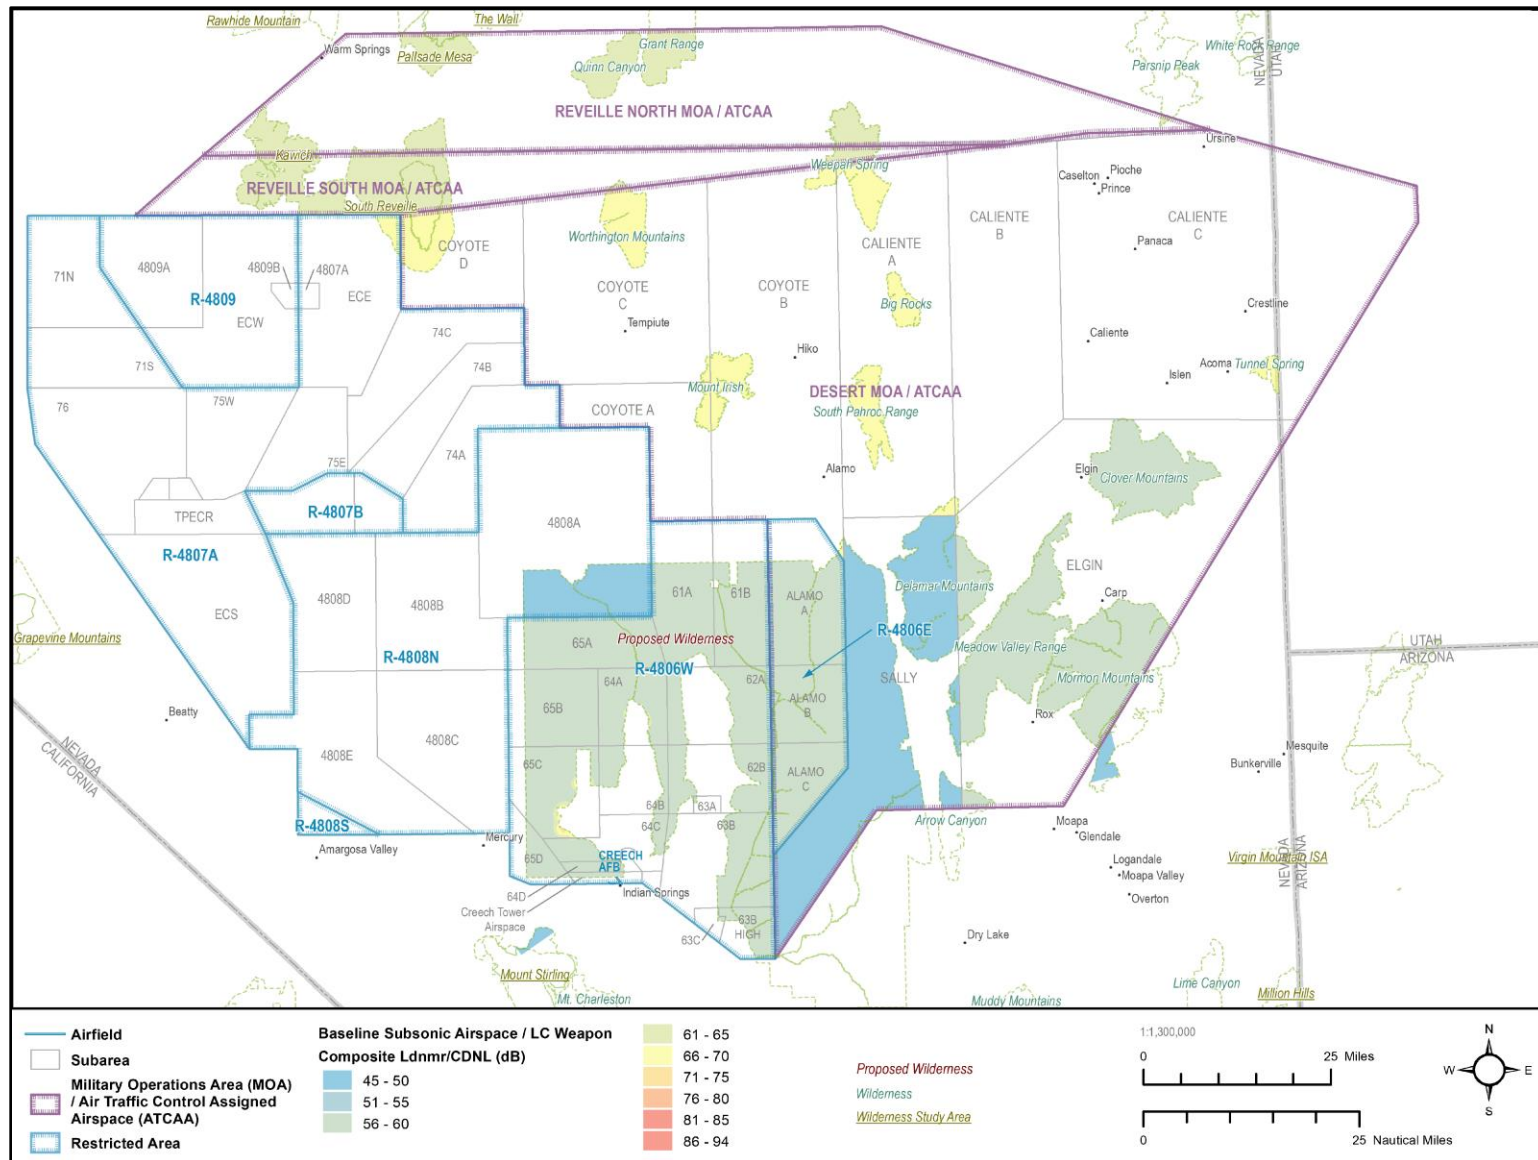 Rawhide Mountain
The Wall
Warm Springs
Palisade Mesa
Grant Range
Quinn Canyon
White Rock Range
Parsnip Peak
NEVADA
UTAH
REVEILLE NORTH MOA / ATCAA
Ursine
Kawich
Weepah Spring
REVEILLE SOUTH MOA / ATCAA
South Reveille
Pioche
Caselton
Prince
COYOTE
D
Worthington Mountains
CALIENTE
A
CALIENTE
B
CALIENTE
C
Panaca
71N
4809A
4809B
4807A
R-4809
ECE
ECW
COYOTE
C
COYOTE
B
Big Rocks
Tempiute
Crestline
74C
Hiko
Caliente
71S
74B
Acoma
Tunnel Spring
Islen
Mount Irish
76
75W
COYOTE A
DESERT MOA / ATCAA
South Pahroc Range
75E
74A
Alamo
Elgin
Clover Mountains
R-4807B
TPECR
4808A
R-4807A
ELGIN
Delamar Mountains
61A
61B
ALAMO
A
Carp
4808D
4808B
ECS
Grapevine Mountains
65A
Proposed Wilderness
R-4806E
UTAH
ARIZONA
R-4808N
R-4806W
Meadow Valley Range
64A
62A
SALLY
Mormon Mountains
65B
ALAMO
B
Beatty
Rox
4808C
4808E
NEVADA
CALIFORNIA
65C
62B
ALAMO
C
Mesquite
Bunkerville
64B
63A
R-4808S
64C
63B
Arrow Canyon
Moapa
Glendale
Mercury
Amargosa Valley
65D
CREECH
AFB
Logandale
Moapa Valley
Virgin Mountain ISA
NEVADA
ARIZONA
64D
Indian Springs
Overton
Creech Tower
Airspace
63B
HIGH
63C
Dry Lake
Mount Stirling
Mt. Charleston
Muddy Mountains
Lime Canyon
Million Hills
Airfield
Subarea
Military Operations Area (MOA)
/ Air Traffic Control Assigned
Airspace (ATCAA)
Restricted Area
Baseline Subsonic Airspace / LC Weapon
Composite Ldnmr/CDNL (dB)
45 - 50
51 - 55
56 - 60
61 - 65
66 - 70
71 - 75
76 - 80
81 - 85
86 - 94
Proposed Wilderness
Wilderness
Wilderness Study Area
1:1,300,000
0 25 Miles
0 25 Nautical Miles
N
W E
S